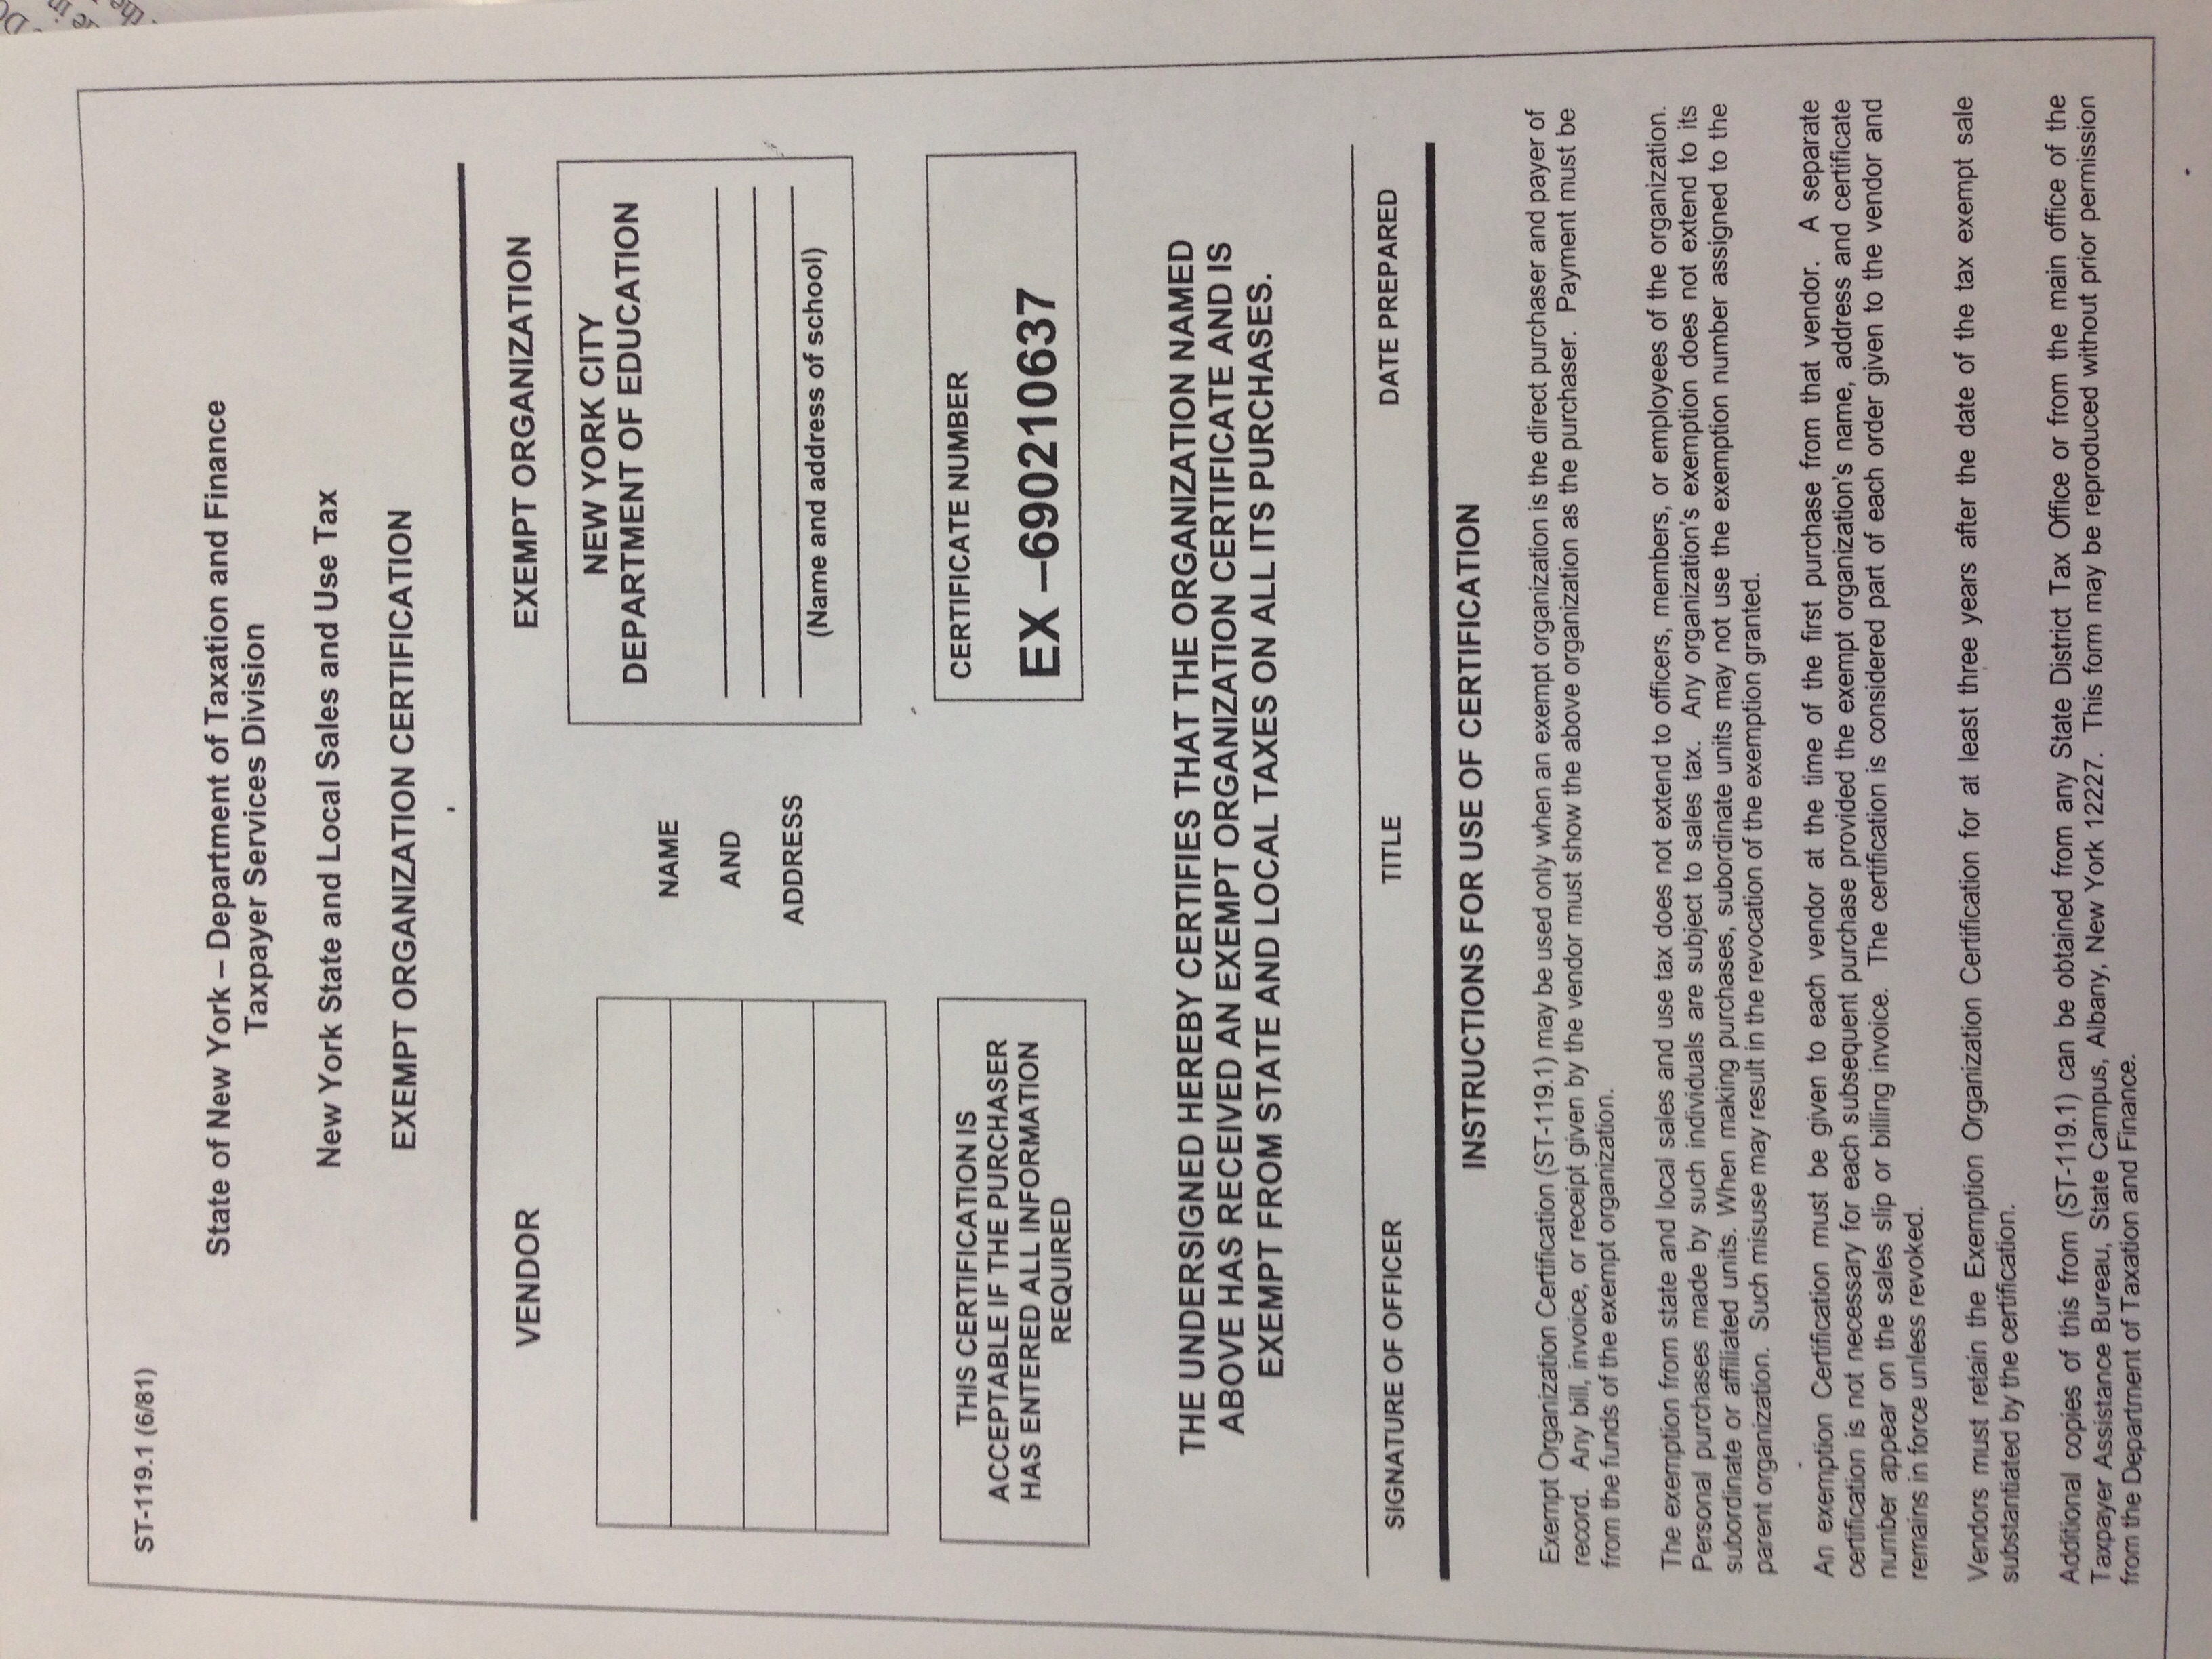 ST-119.1 (6/81)
State of New York – Department of Taxation and Finance
Taxpayer Services Division
New York State and Local Sales and Use Tax
EXEMPT ORGANIZATION CERTIFICATION
VENDOR
EXEMPT ORGANIZATION
NEW YORK CITY
DEPARTMENT OF EDUCATION
NAME
AND
ADDRESS
(Name and address of school)
THIS CERTIFICATION IS
ACCEPTABLE IF THE PURCHASER
HAS ENTERED ALL INFORMATION
REQUIRED
CERTIFICATE NUMBER
EX –690210637
THE UNDERSIGNED HEREBY CERTIFIES THAT THE ORGANIZATION NAMED
ABOVE HAS RECEIVED AN EXEMPT ORGANIZATION CERTIFICATE AND IS
EXEMPT FROM STATE AND LOCAL TAXES ON ALL ITS PURCHASES.
SIGNATURE OF OFFICER TITLE DATE PREPARED
INSTRUCTIONS FOR USE OF CERTIFICATION
Exempt Organization Certification (ST-119.1) may be used only when an exempt organization is the direct purchaser and payer of
record. Any bill, invoice, or receipt given by the vendor must show the above organization as the purchaser. Payment must be
from the funds of the exempt organization.
The exemption from state and local sales and use tax does not extend to officers, members, or employees of the organization.
Personal purchases made by such individuals are subject to sales tax. Any organization's exemption does not extend to its
subordinate or affiliated units. When making purchases, subordinate units may not use the exemption number assigned to the
parent organization. Such misuse may result in the revocation of the exemption granted.
An exemption Certification must be given to each vendor at the time of the first purchase from that vendor. A separate
certification is not necessary for each subsequent purchase provided the exempt organization's name, address and certificate
number appear on the sales slip or billing invoice. The certification is considered part of each order given to the vendor and
remains in force unless revoked.
Vendors must retain the Exemption Organization Certification for at least three years after the date of the tax exempt sale
substantiated by the certification.
Additional copies of this from (ST-119.1) can be obtained from any State District Tax Office or from the main office of the
Taxpayer Assistance Bureau, State Campus, Albany, New York 12227. This form may be reproduced without prior permission
from the Department of Taxation and Finance.
the